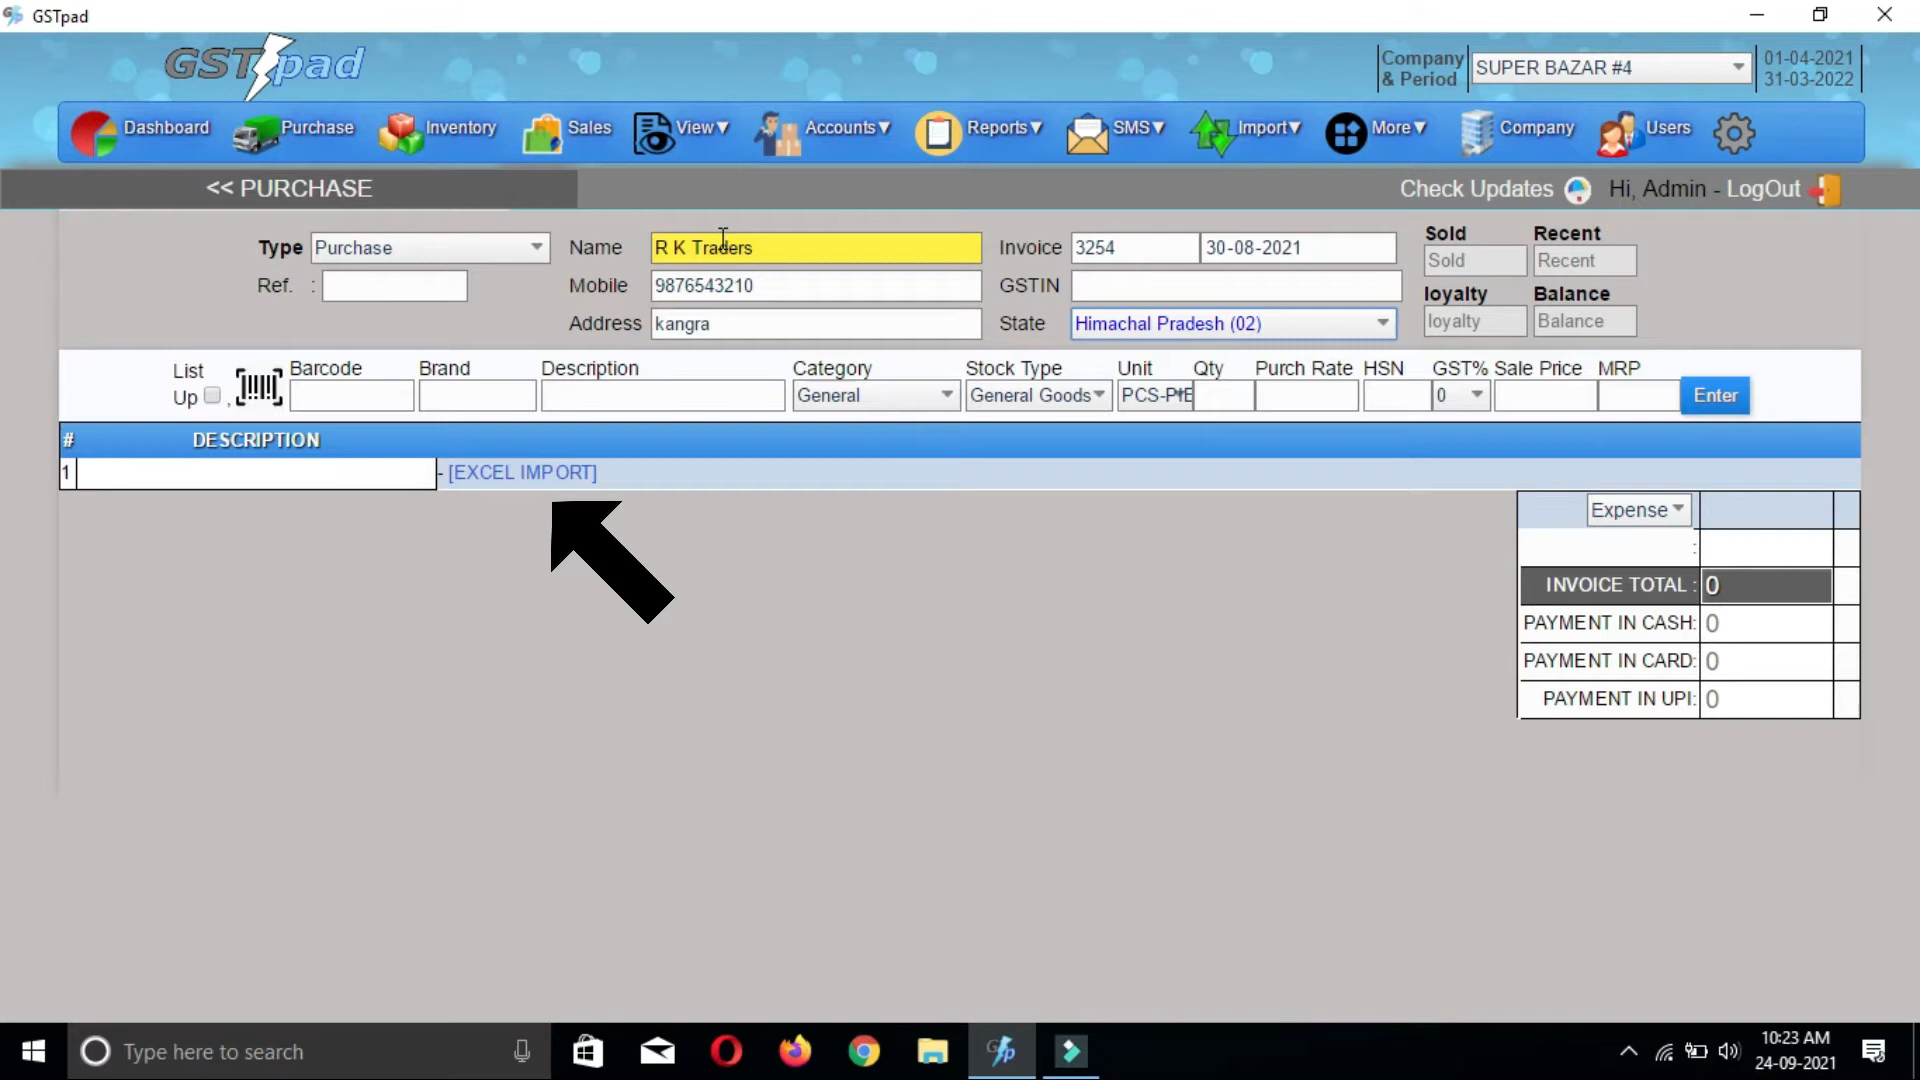 GSTpad
GSTpad
Company & Period
SUPER BAZAR #4
01-04-2021
31-03-2022
Dashboard
Purchase
Inventory
Sales
View▼
Accounts▼
Reports▼
SMS▼
Import▼
More▼
Company
Users
<< PURCHASE
Check Updates
Hi, Admin - LogOut
Type Purchase
Name R K Traders
Invoice 3254 30-08-2021
Sold Recent
Sold Recent
Ref. :
Mobile 9876543210
GSTIN
loyalty Balance
loyalty Balance
Address kangra
State Himachal Pradesh (02)
List Up ,
Barcode Brand Description Category Stock Type Unit Qty Purch Rate HSN GST% Sale Price MRP
General General Goods PCS-PIE 0 Enter
# DESCRIPTION
1 - [EXCEL IMPORT]
Expense
:
INVOICE TOTAL : 0
PAYMENT IN CASH: 0
PAYMENT IN CARD: 0
PAYMENT IN UPI: 0
Type here to search
Gp
10:23 AM
24-09-2021